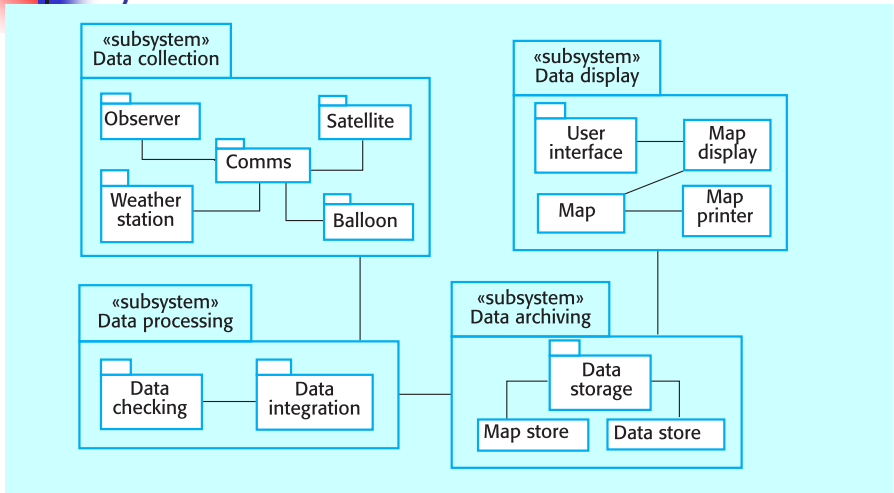 «subsystem»
Data collection
Observer
Satellite
Comms
Weather
station
Balloon
«subsystem»
Data display
User
interface
Map
display
Map
Map
printer
«subsystem»
Data processing
Data
checking
Data
integration
«subsystem»
Data archiving
Data
storage
Map store
Data store